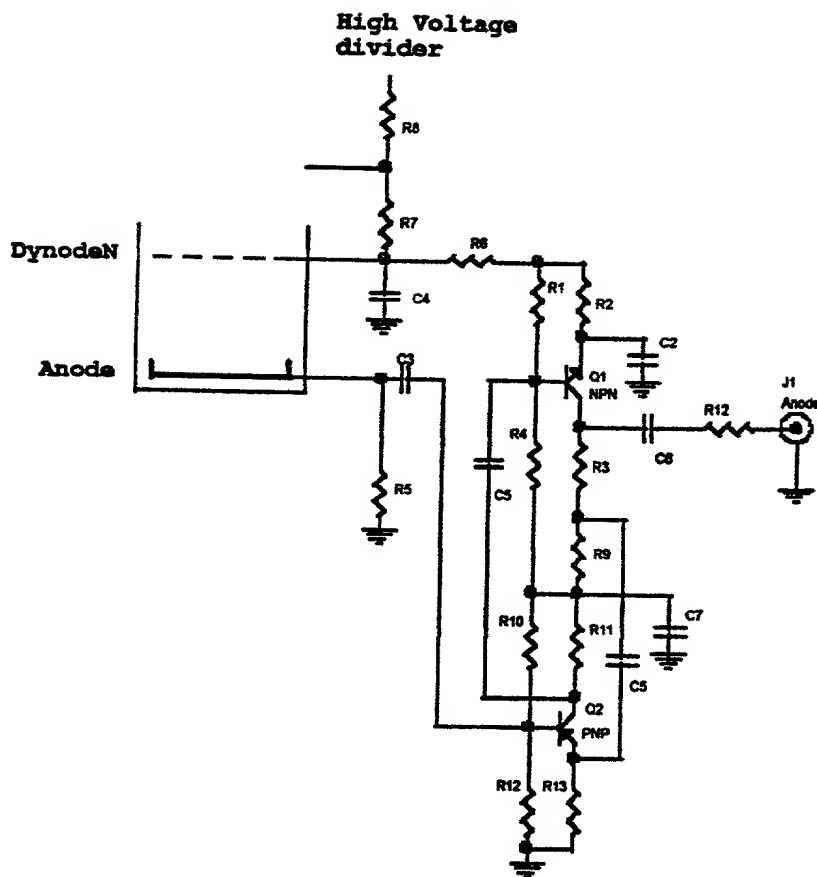 High Voltage
divider
R8
R7
DynodeN
R6
R1
R2
C4
C2
Anode
C3
Q1
NPN
J1
Anode
R12
R4
C6
R3
C5
R5
R9
R10
R11
C7
C5
Q2
PNP
R12
R13